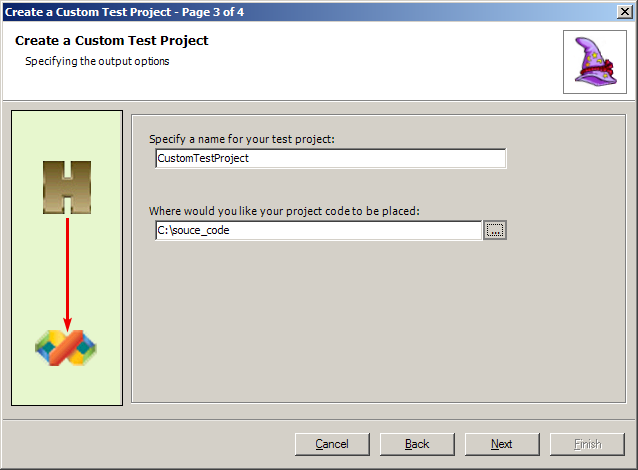 Create a Custom Test Project - Page 3 of 4
Create a Custom Test Project
Specifying the output options
H
Specify a name for your test project:
CustomTestProject
Where would you like your project code to be placed:
C:\souce_code
...
Cancel Back Next Finish